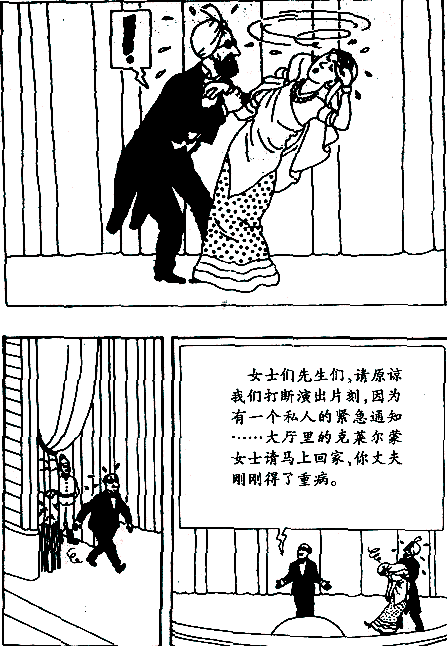 !!!
女士们先生们，请原谅
我们打断演出片刻，因为
有一个私人的紧急通知
……大厅里的克莱尔蒙
女士请马上回家，你丈夫
刚刚得了重病。